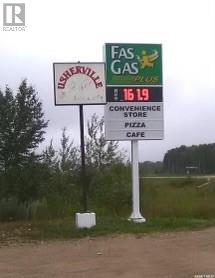 REALTOR
USHERVILLE
FAS
GAS
PLUS
161.9
CONVENIENCE
STORE
PIZZA
CAFE